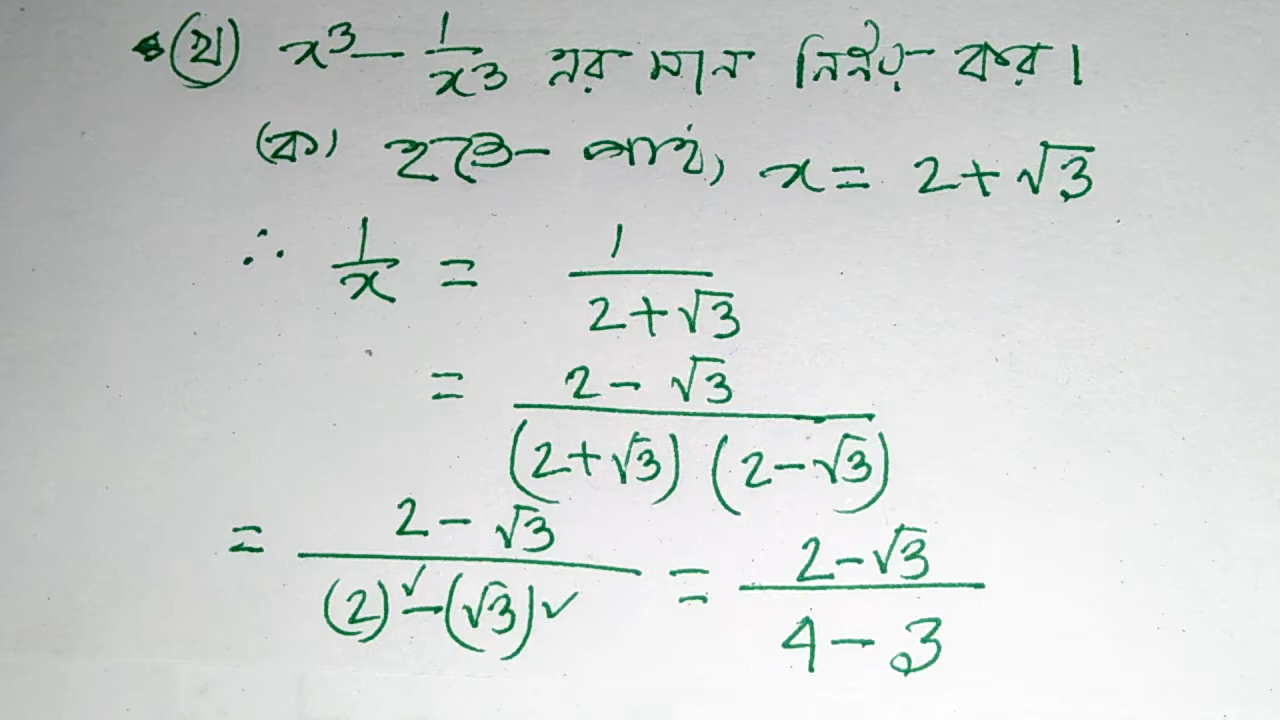 (খ) x³ - 1/x³ এর মান নির্ণয় কর।
(ক) হতে পাই, x = 2 + √3
∴ 1/x = 1/(2 + √3)
= (2 - √3)/((2 + √3) (2 - √3))
= (2 - √3)/((2)² - (√3)²) = (2 - √3)/(4 - 3)